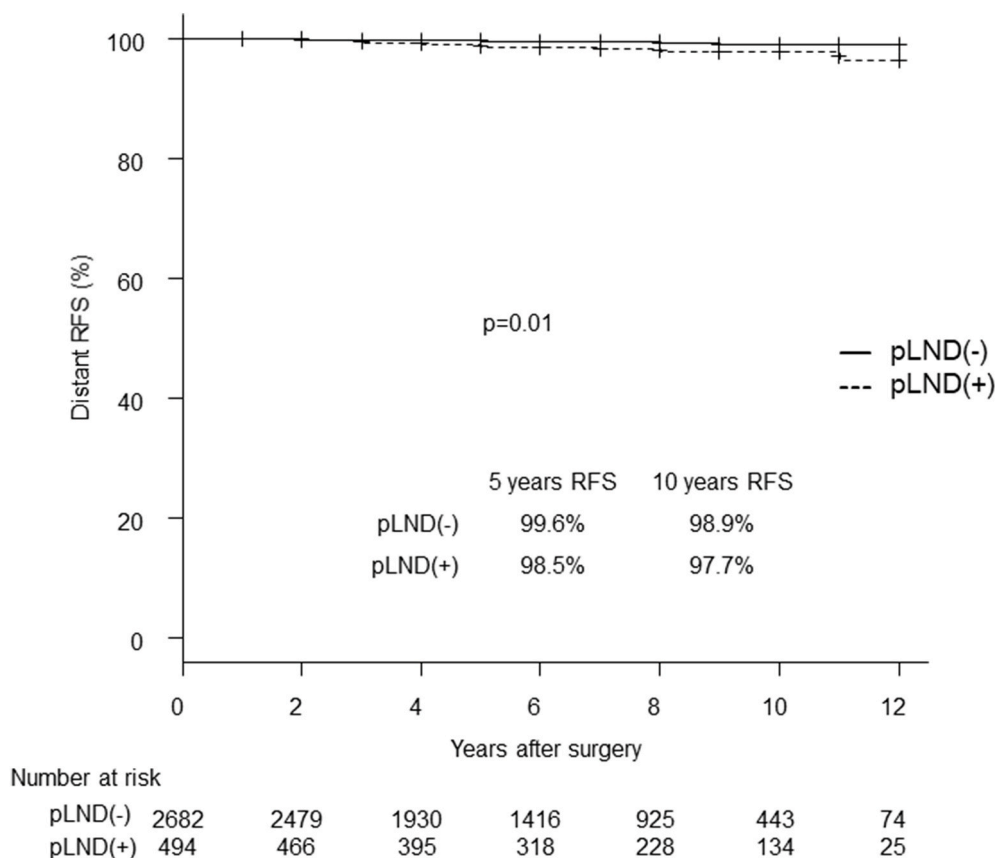 100
80
60
40
20
0
Distant RFS (%)
p=0.01
pLND(-)
pLND(+)
5 years RFS 10 years RFS
pLND(-) 99.6% 98.9%
pLND(+) 98.5% 97.7%
0 2 4 6 8 10 12
Years after surgery
Number at risk
pLND(-) 2682 2479 1930 1416 925 443 74
pLND(+) 494 466 395 318 228 134 25